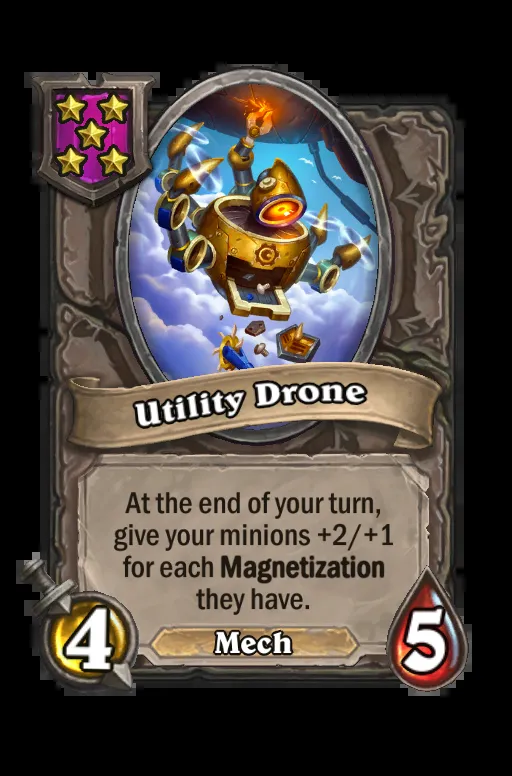 Utility Drone
At the end of your turn,
give your minions +2/+1
for each Magnetization
they have.
4
Mech
5